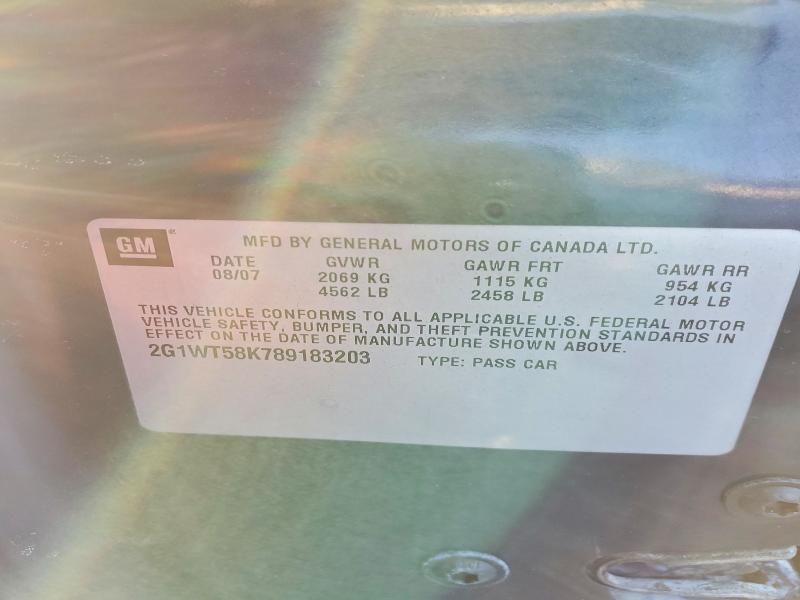 GM ® MFD BY GENERAL MOTORS OF CANADA LTD.
DATE GVWR GAWR FRT GAWR RR
08/07 2069 KG 1115 KG 954 KG
4562 LB 2458 LB 2104 LB
THIS VEHICLE CONFORMS TO ALL APPLICABLE U.S. FEDERAL MOTOR
VEHICLE SAFETY, BUMPER, AND THEFT PREVENTION STANDARDS IN
EFFECT ON THE DATE OF MANUFACTURE SHOWN ABOVE.
2G1WT58K789183203 TYPE: PASS CAR